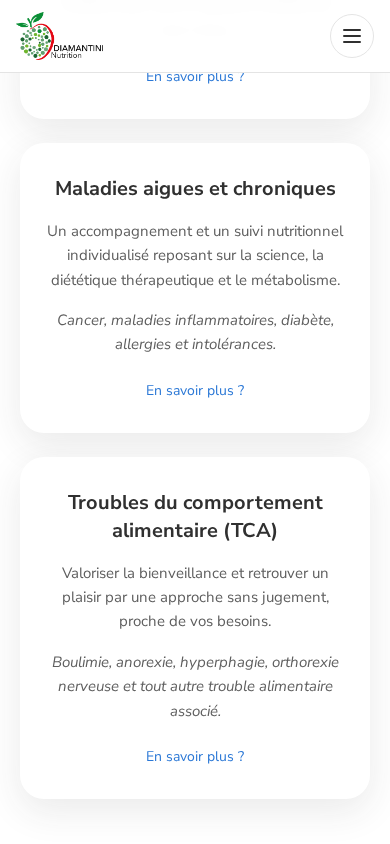 DIAMANTINI
Nutrition
En savoir plus ?
Maladies aigues et chroniques
Un accompagnement et un suivi nutritionnel
individualisé reposant sur la science, la
diététique thérapeutique et le métabolisme.
Cancer, maladies inflammatoires, diabète,
allergies et intolérances.
En savoir plus ?
Troubles du comportement
alimentaire (TCA)
Valoriser la bienveillance et retrouver un
plaisir par une approche sans jugement,
proche de vos besoins.
Boulimie, anorexie, hyperphagie, orthorexie
nerveuse et tout autre trouble alimentaire
associé.
En savoir plus ?